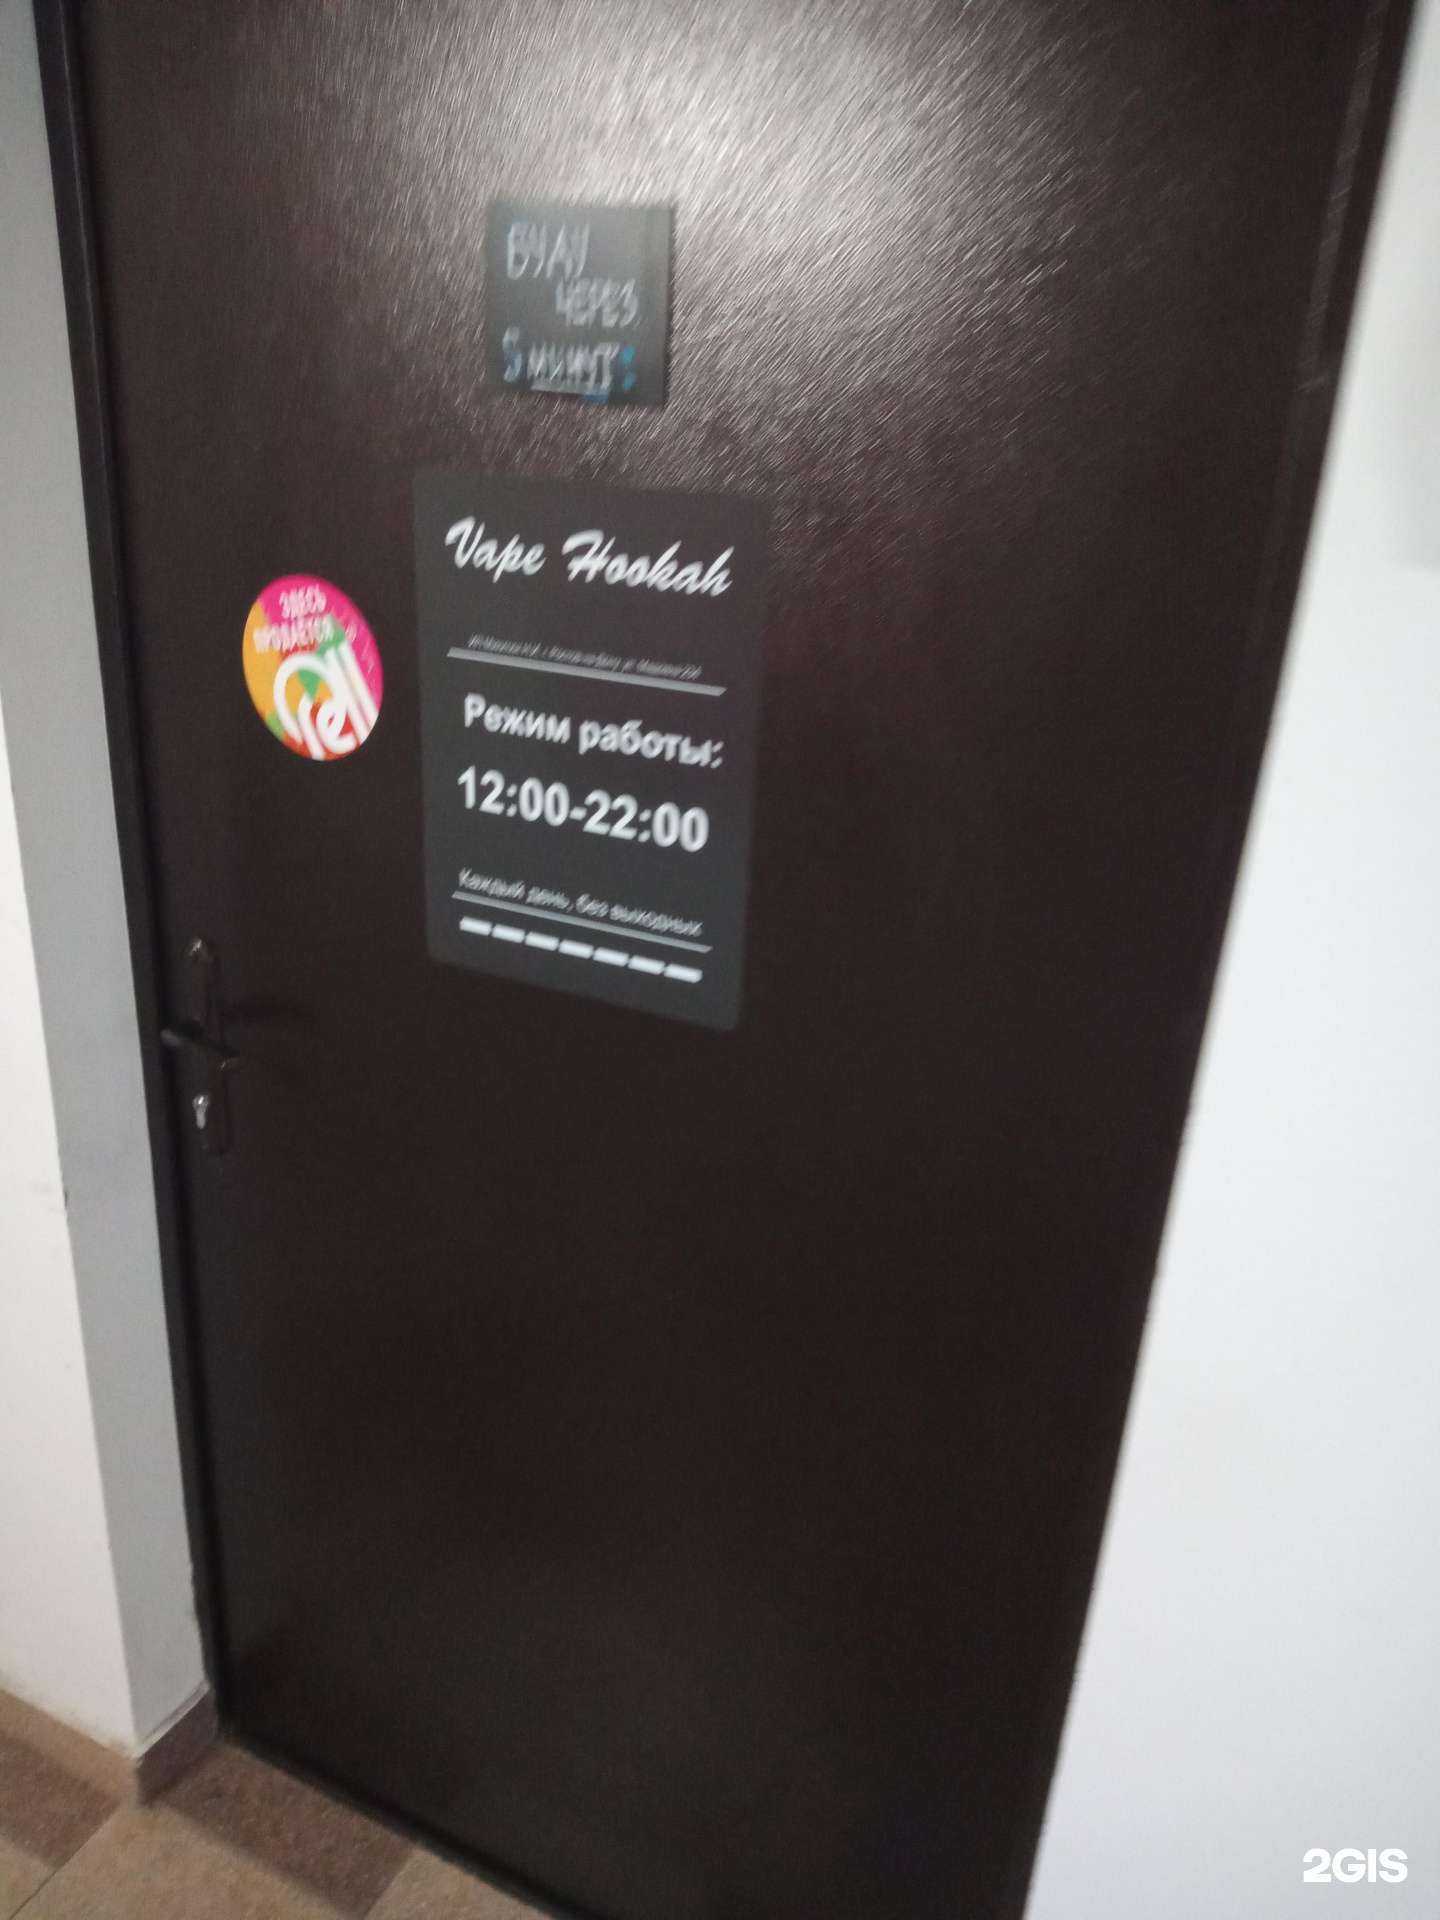 БУДУ
ЧЕРЕЗ
5 МИНУТ
Vape Hookah
ЗДЕСЬ
ПРОДАЕТСЯ
Режим работы:
12:00-22:00
Каждый день, без выходных
2GIS